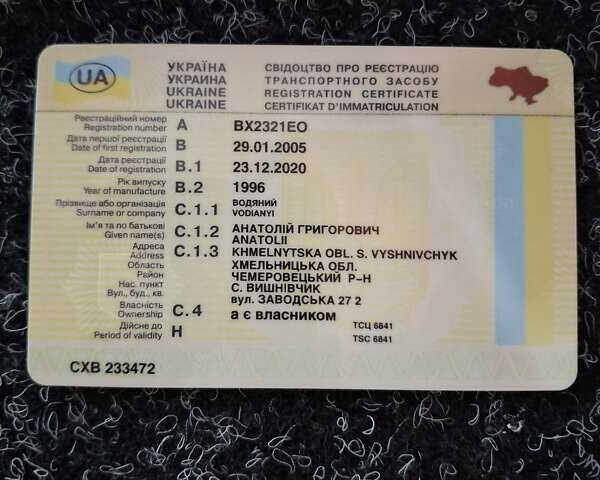 UA
УКРАЇНА СВІДОЦТВО ПРО РЕЄСТРАЦІЮ
УКРАИНА ТРАНСПОРТНОГО ЗАСОБУ
UKRAINE REGISTRATION CERTIFICATE
UKRAINE CERTIFIKAT D'IMMATRICULATION
Реєстраційний номер
Registration number A BX2321EO
Дата першої реєстрації
Date of first registration B 29.01.2005
Дата реєстрації
Date of registration B.1 23.12.2020
Рік випуску
Year of manufacture B.2 1996
Прізвище або організація
Surname or company C.1.1 ВОДЯНИЙ
VODIANYI
Ім'я та по батькові
Given name(s) C.1.2 АНАТОЛІЙ ГРИГОРОВИЧ
ANATOLII
Адреса
Address C.1.3 KHMELNYTSKA OBL. S. VYSHNIVCHYK
Область ХМЕЛЬНИЦЬКА ОБЛ.
Район ЧЕМЕРОВЕЦЬКИЙ Р-Н
Нас. пункт С. ВИШНІВЧИК
Вул., буд., кв. вул. ЗАВОДСЬКА 27 2
Власність
Ownership C.4 а є власником
Дійсне до ТСЦ 6841
Period of validity H TSC 6841
СХВ 233472